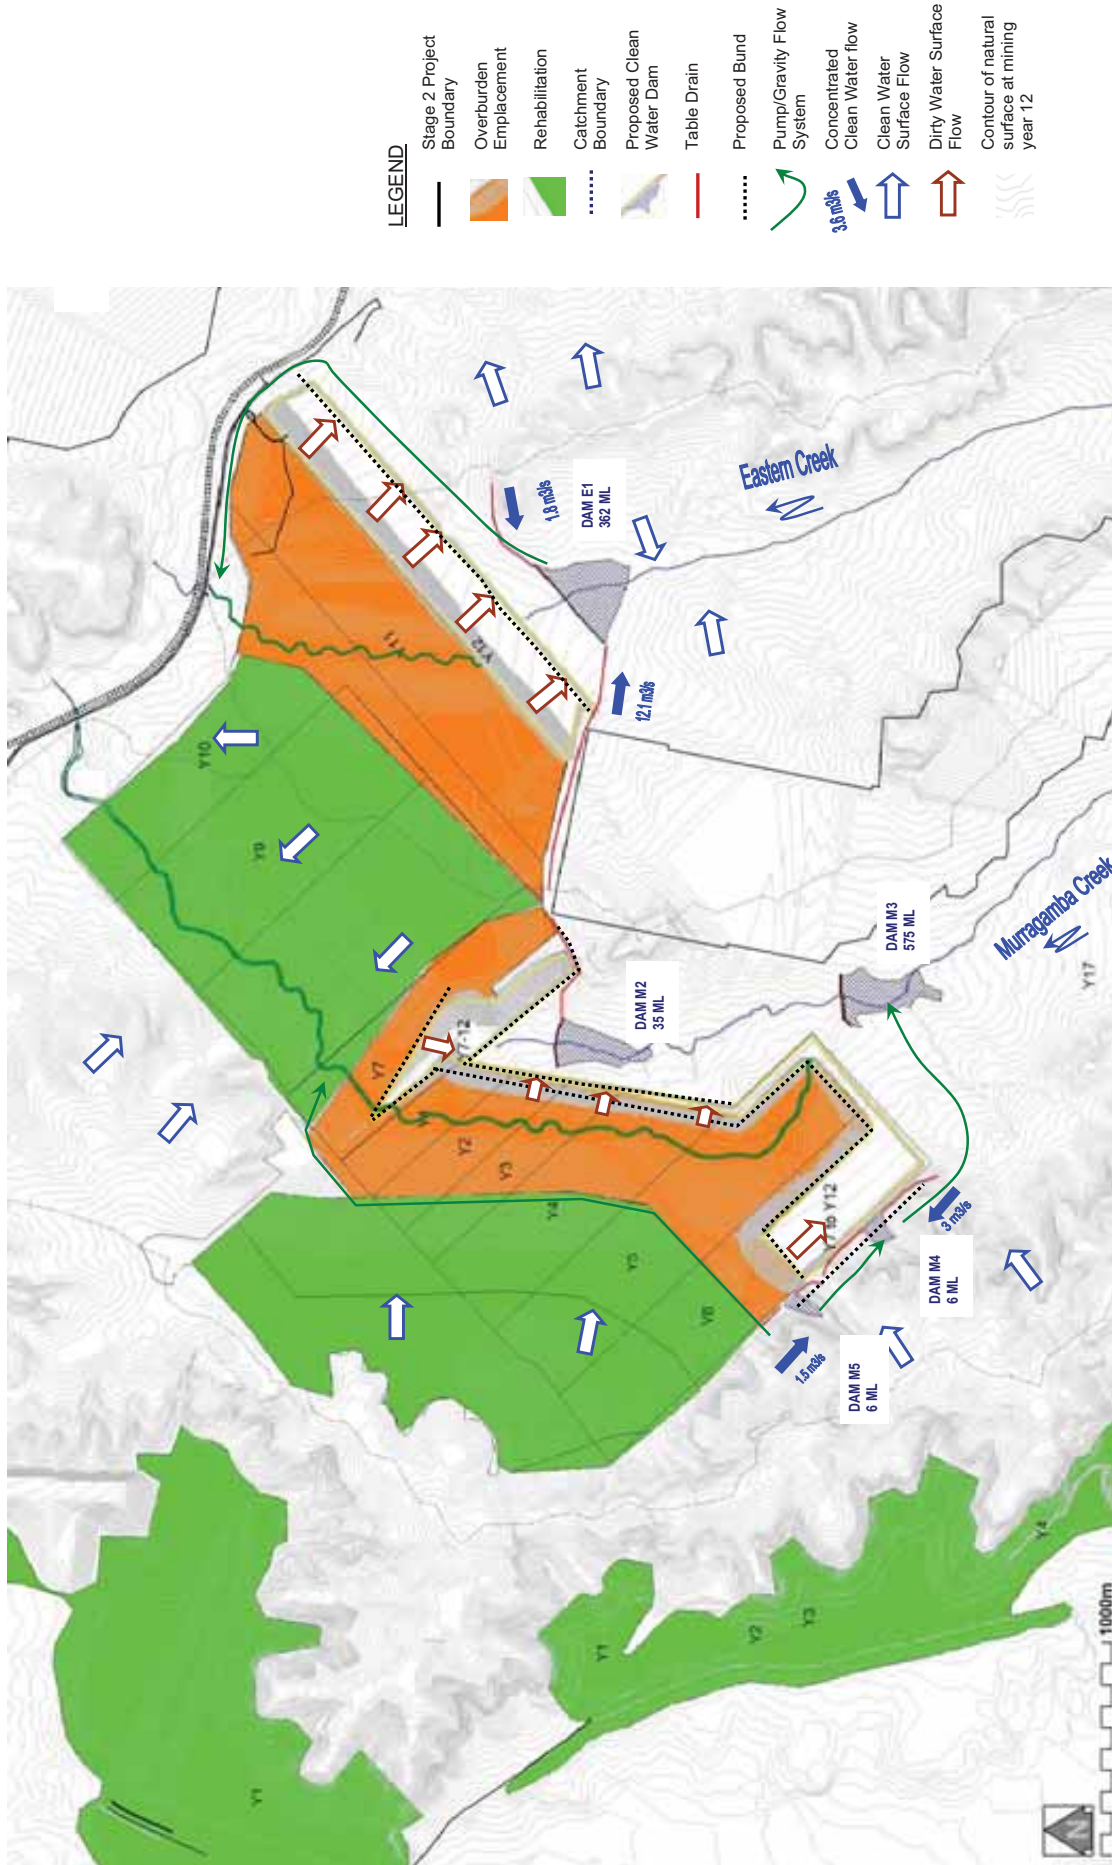 LEGEND
Stage 2 Project
Boundary
Overburden
Emplacement
Rehabilitation
Catchment
Boundary
Proposed Clean
Water Dam
Table Drain
Proposed Bund
Pump/Gravity Flow
System
3.6 m3/s
Concentrated
Clean Water flow
Clean Water
Surface Flow
Dirty Water Surface
Flow
Contour of natural
surface at mining
year 12
Y10
Y9
Y11
Y12
1.8 m3/s
DAM E1
362 ML
Eastern Creek
12.1 m3/s
Y7
Y2
Y3
Y4
Y5
DAM M2
35 ML
DAM M3
575 ML
Murragamba Creek
Y17
Y7 to Y12
3 m3/s
DAM M4
6 ML
1.5 m3/s
DAM M5
6 ML
Y1
Y1
Y2
Y3
Y4
N
1000m